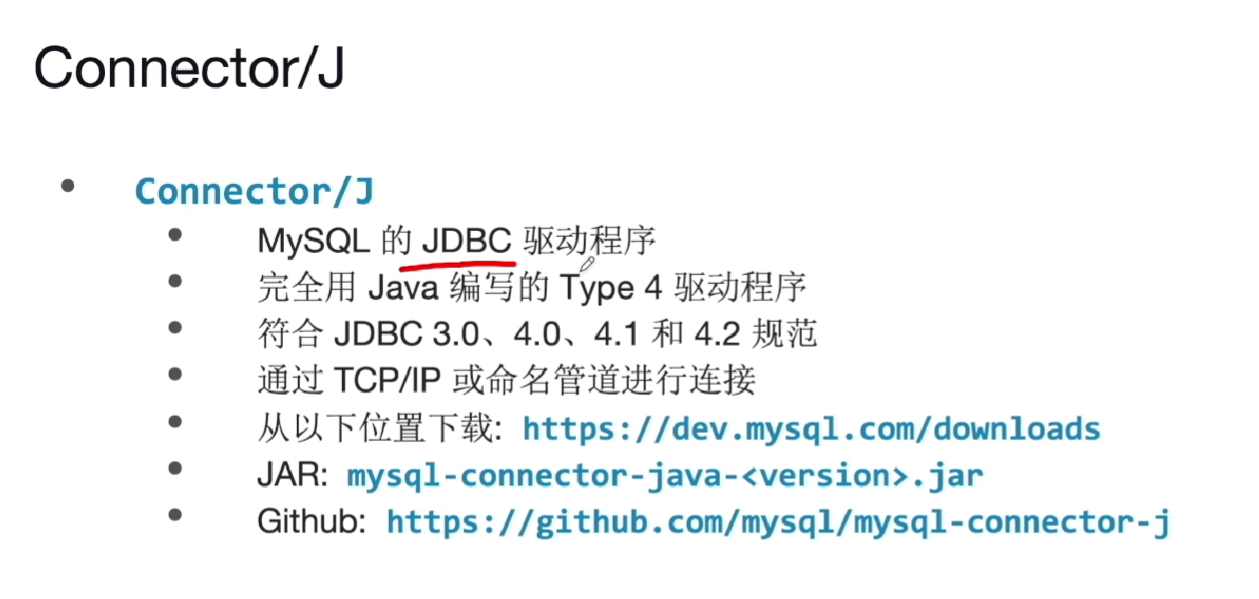 Connector/J
Connector/J
MySQL 的 JDBC 驱动程序
完全用 Java 编写的 Type 4 驱动程序
符合 JDBC 3.0、4.0、4.1 和 4.2 规范
通过 TCP/IP 或命名管道进行连接
从以下位置下载: https://dev.mysql.com/downloads
JAR: mysql-connector-java-<version>.jar
Github: https://github.com/mysql/mysql-connector-j